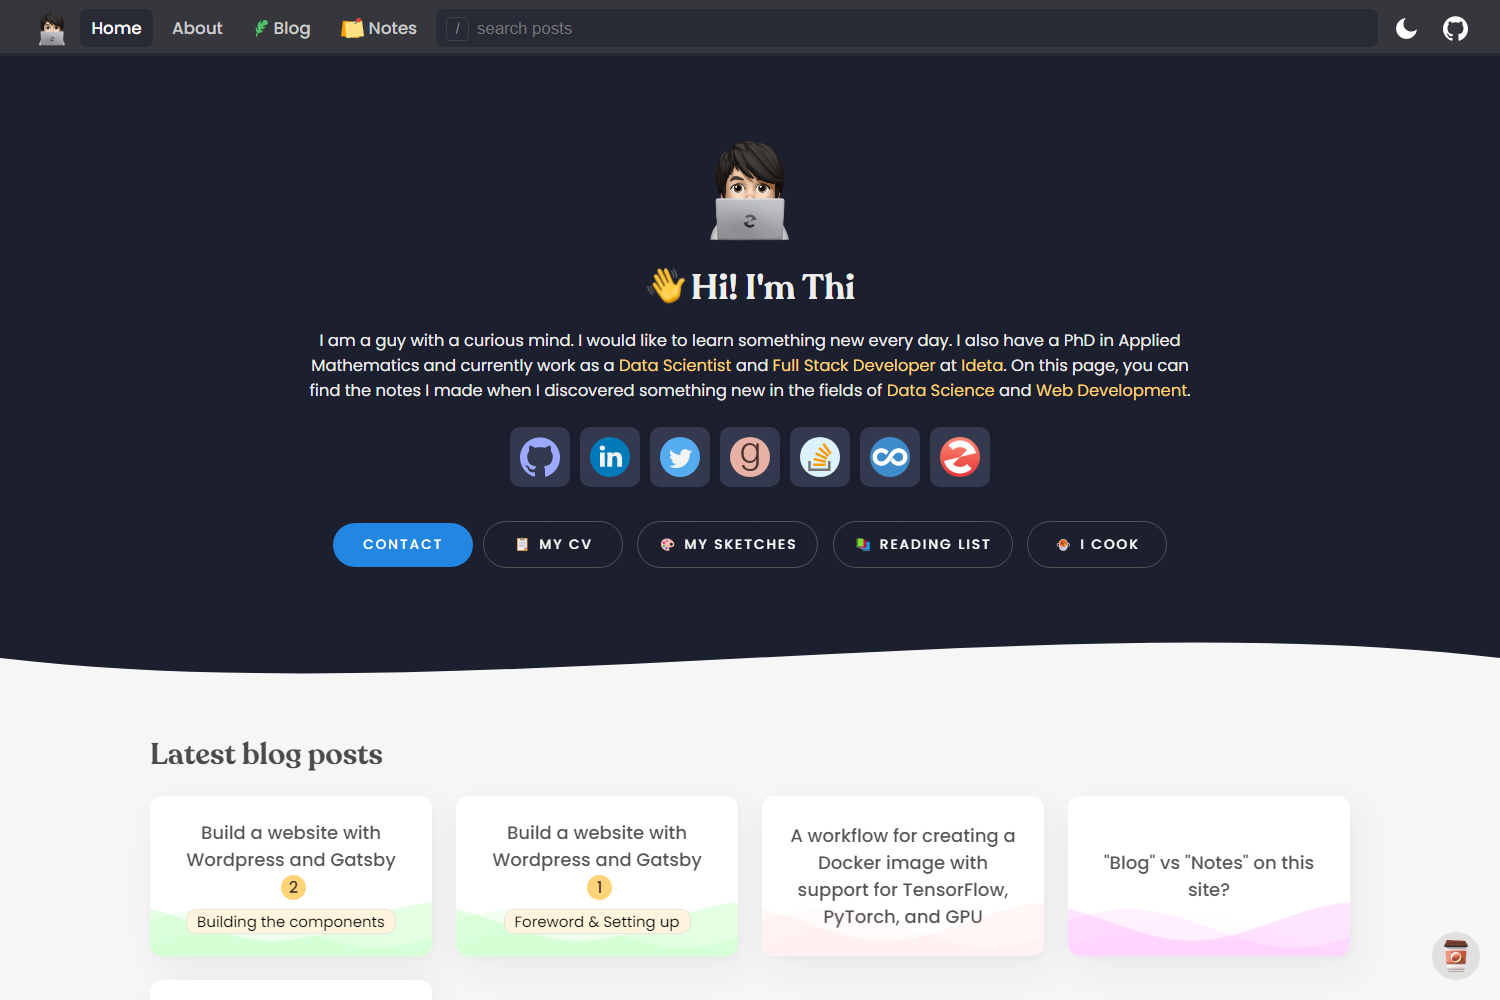 Home
About
Blog
Notes
/ search posts
Hi! I'm Thi
I am a guy with a curious mind. I would like to learn something new every day. I also have a PhD in Applied
Mathematics and currently work as a Data Scientist and Full Stack Developer at Ideta. On this page, you can
find the notes I made when I discovered something new in the fields of Data Science and Web Development.
in
g
CONTACT
MY CV
MY SKETCHES
READING LIST
I COOK
Latest blog posts
Build a website with
Wordpress and Gatsby
2
Building the components
Build a website with
Wordpress and Gatsby
1
Foreword & Setting up
A workflow for creating a
Docker image with
support for TensorFlow,
PyTorch, and GPU
"Blog" vs "Notes" on this
site?